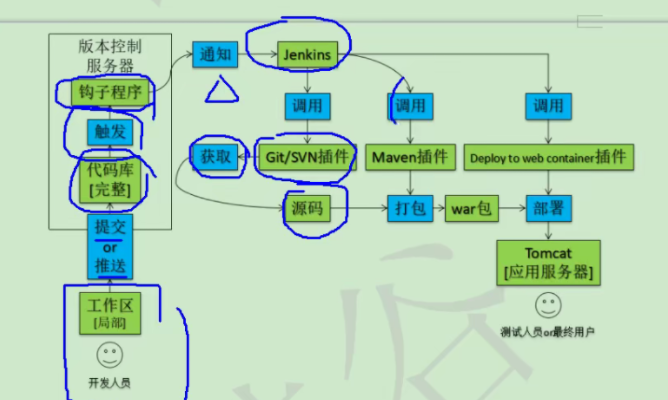 版本控制
服务器
钩子程序
触发
代码库
[完整]
提交
or
推送
工作区
[局部]
开发人员
通知
Jenkins
调用
调用
调用
获取
Git/SVN插件
Maven插件
Deploy to web container插件
源码
打包
war包
部署
Tomcat
[应用服务器]
测试人员or最终用户